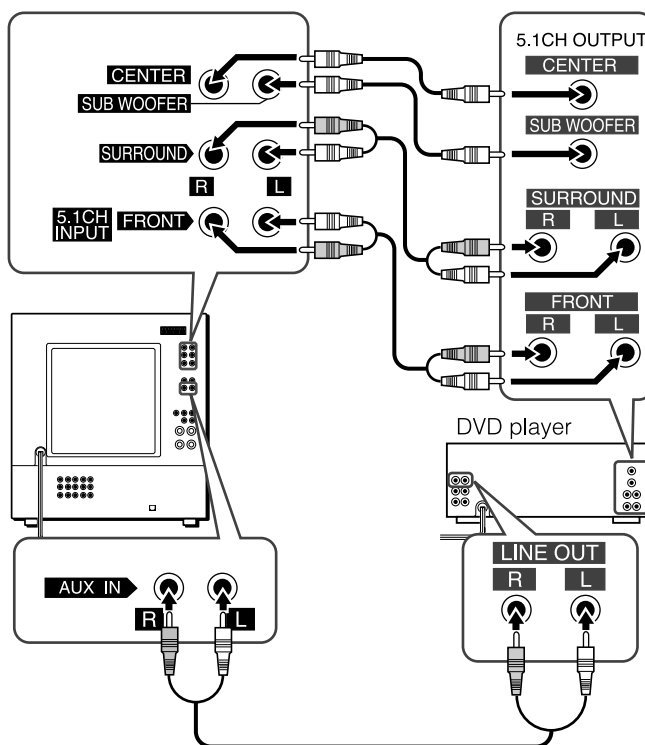 5.1CH OUTPUT
CENTER
CENTER
SUB WOOFER
SUB WOOFER
SURROUND
SURROUND
R L
R L
5.1CH
INPUT
FRONT
FRONT
R L
DVD player
AUX IN
R L
LINE OUT
R L